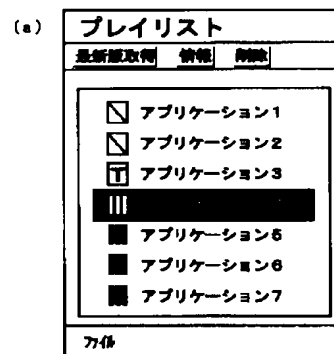 (a)
プレイリスト
最新版取得 情報 削除
アプリケーション1
アプリケーション2
T アプリケーション3
アプリケーション5
アプリケーション6
アプリケーション7
ﾌｧｲﾙ